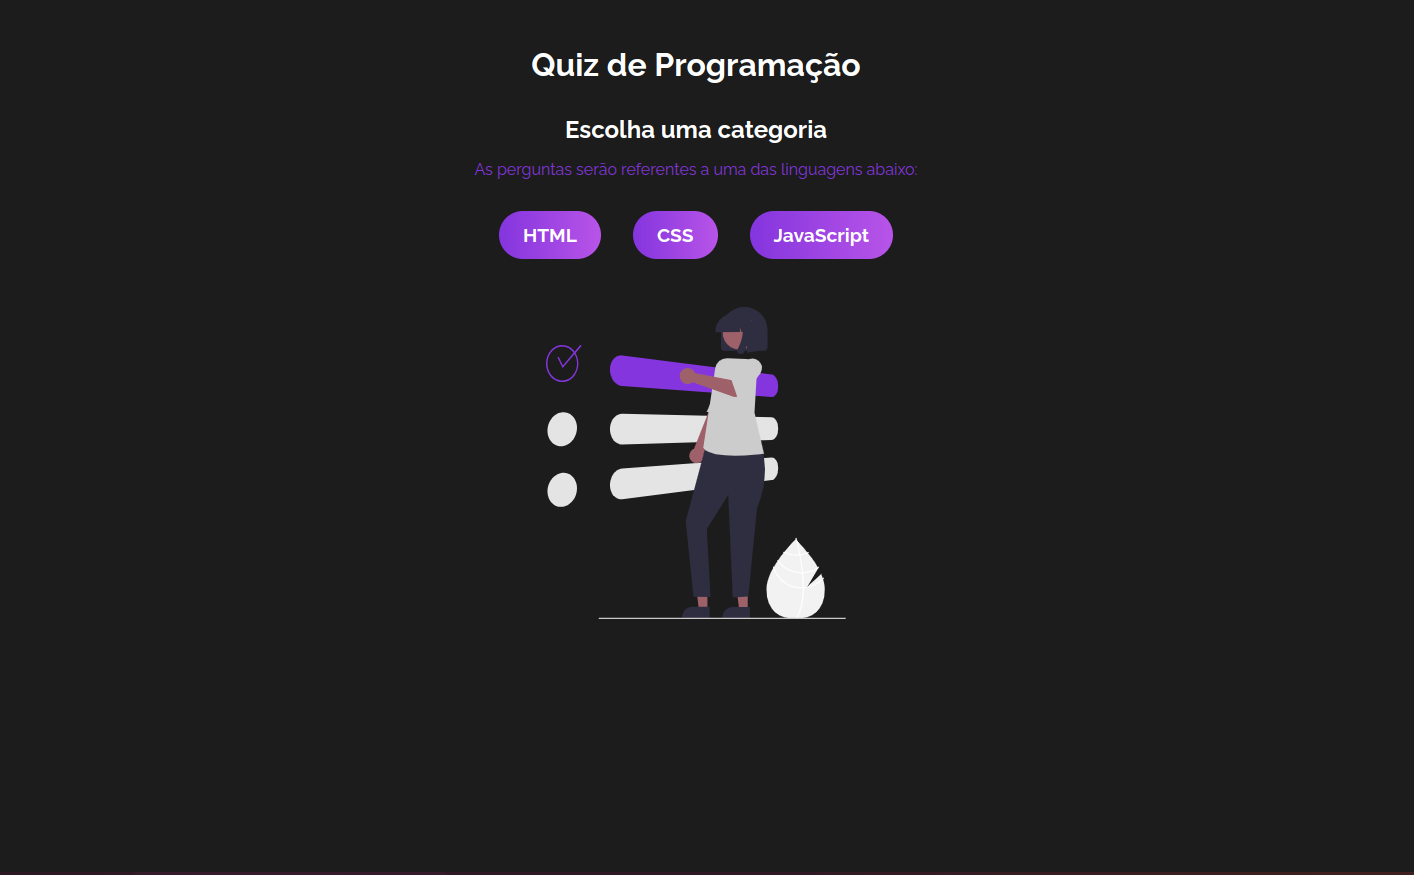 Quiz de Programação
Escolha uma categoria
As perguntas serão referentes a uma das linguagens abaixo:
HTML CSS JavaScript